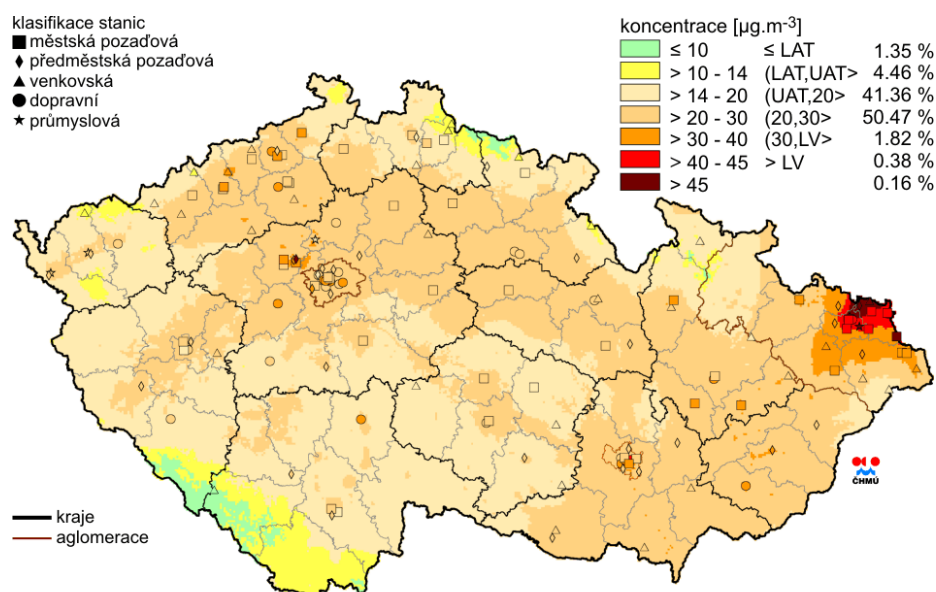 klasifikace stanic
městská pozaďová
předměstská pozaďová
venkovská
dopravní
průmyslová
koncentrace [µg.m-³]
≤ 10 ≤ LAT 1.35 %
> 10 - 14 (LAT,UAT> 4.46 %
> 14 - 20 (UAT,20> 41.36 %
> 20 - 30 (20,30> 50.47 %
> 30 - 40 (30,LV> 1.82 %
> 40 - 45 > LV 0.38 %
> 45 0.16 %
ČHMÚ
kraje
aglomerace